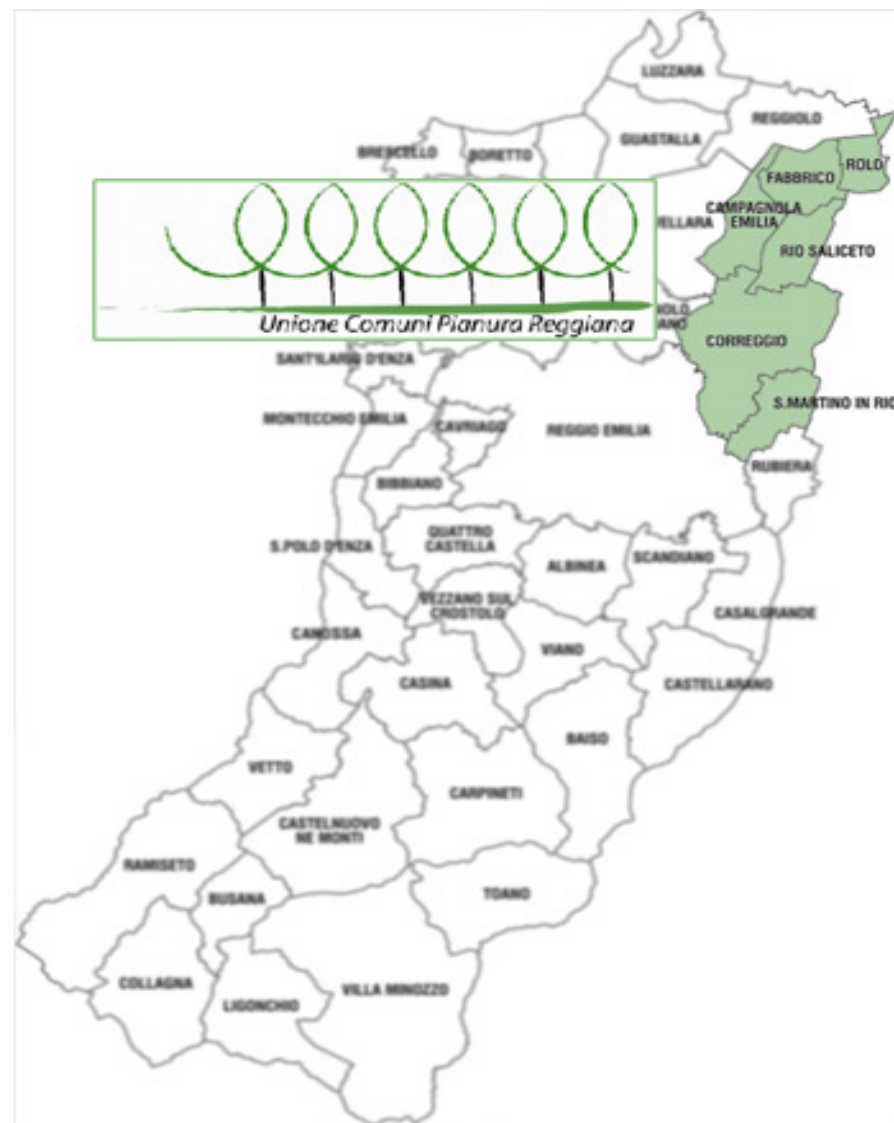 LUZZARA
REGGIOLO
GUASTALLA
BRESCELLO
BORETTO
ROLO
FABBRICO
CAMPAGNOLA
EMILIA
RIO SALICETO
Unione Comuni Pianura Reggiana
CORREGGIO
SANT'ILARIO D'ENZA
S.MARTINO IN RIO
MONTECCHIO EMILIA
CAVRIAGO
REGGIO EMILIA
RUBIERA
BIBBIANO
S.POLO D'ENZA
QUATTRO
CASTELLA
ALBINEA
SCANDIANO
VEZZANO SUL
CROSTOLO
CASALGRANDE
CANOSSA
VIANO
CASINA
CASTELLARANO
BAISO
VETTO
CARPINETI
CASTELNUOVO
NE MONTI
RAMISETO
BUSANA
TOANO
COLLAGNA
LIGONCHIO
VILLA MINOZZO